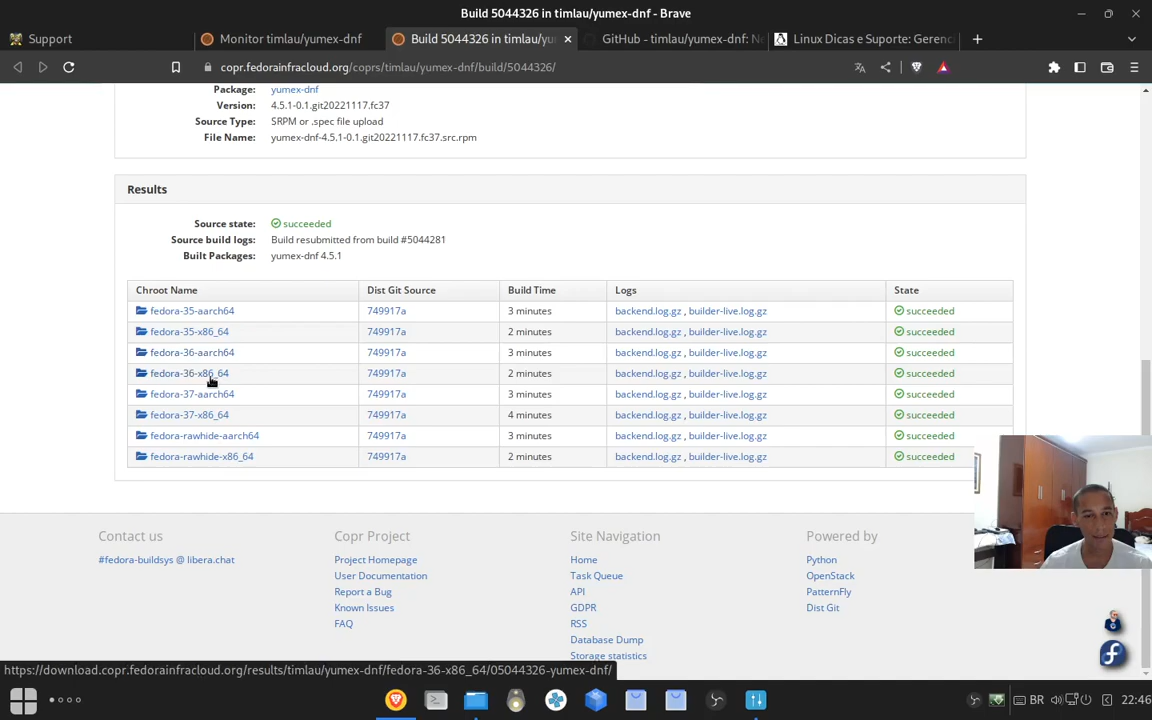 Build 5044326 in timlau/yumex-dnf - Brave
Support
Monitor timlau/yumex-dnf
Build 5044326 in timlau/yu
GitHub - timlau/yumex-dnf: N
Linux Dicas e Suporte: Geren
copr.fedorainfracloud.org/coprs/timlau/yumex-dnf/build/5044326/
Package: yumex-dnf
Version: 4.5.1-0.1.git20221117.fc37
Source Type: SRPM or .spec file upload
File Name: yumex-dnf-4.5.1-0.1.git20221117.fc37.src.rpm
Results
Source state: succeeded
Source build logs: Build resubmitted from build #5044281
Built Packages: yumex-dnf 4.5.1
Chroot Name Dist Git Source Build Time Logs State
fedora-35-aarch64 749917a 3 minutes backend.log.gz , builder-live.log.gz succeeded
fedora-35-x86_64 749917a 2 minutes backend.log.gz , builder-live.log.gz succeeded
fedora-36-aarch64 749917a 3 minutes backend.log.gz , builder-live.log.gz succeeded
fedora-36-x86_64 749917a 2 minutes backend.log.gz , builder-live.log.gz succeeded
fedora-37-aarch64 749917a 3 minutes backend.log.gz , builder-live.log.gz succeeded
fedora-37-x86_64 749917a 4 minutes backend.log.gz , builder-live.log.gz succeeded
fedora-rawhide-aarch64 749917a 3 minutes backend.log.gz , builder-live.log.gz succeeded
fedora-rawhide-x86_64 749917a 2 minutes backend.log.gz , builder-live.log.gz succeeded
Contact us
#fedora-buildsys @ libera.chat
Copr Project
Project Homepage
User Documentation
Report a Bug
Known Issues
FAQ
Site Navigation
Home
Task Queue
API
GDPR
RSS
Database Dump
Storage statistics
Powered by
Python
OpenStack
PatternFly
Dist Git
https://download.copr.fedorainfracloud.org/results/timlau/yumex-dnf/fedora-36-x86_64/05044326-yumex-dnf/
BR
22:46